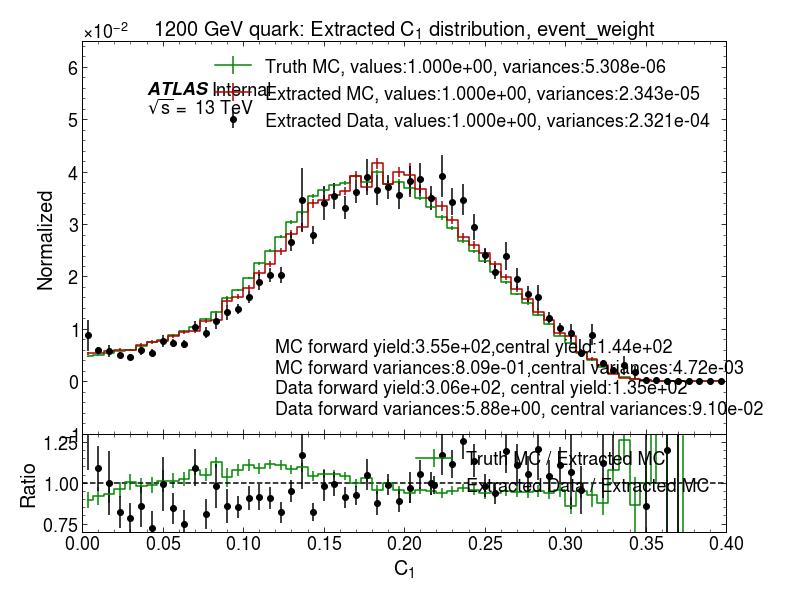 ×10⁻² 1200 GeV quark: Extracted C₁ distribution, event_weight
Truth MC, values:1.000e+00, variances:5.308e-06
ATLAS Internal
Extracted MC, values:1.000e+00, variances:2.343e-05
√s = 13 TeV
Extracted Data, values:1.000e+00, variances:2.321e-04
6
5
4
3
2
1
0
1
Normalized
MC forward yield:3.55e+02,central yield:1.44e+02
MC forward variances:8.09e-01,central variances:4.72e-03
Data forward yield:3.06e+02, central yield:1.35e+02
Data forward variances:5.88e+00, central variances:9.10e-02
1.25
1.00
0.75
Ratio
Truth MC / Extracted MC
Extracted Data / Extracted MC
0.00 0.05 0.10 0.15 0.20 0.25 0.30 0.35 0.40
C₁